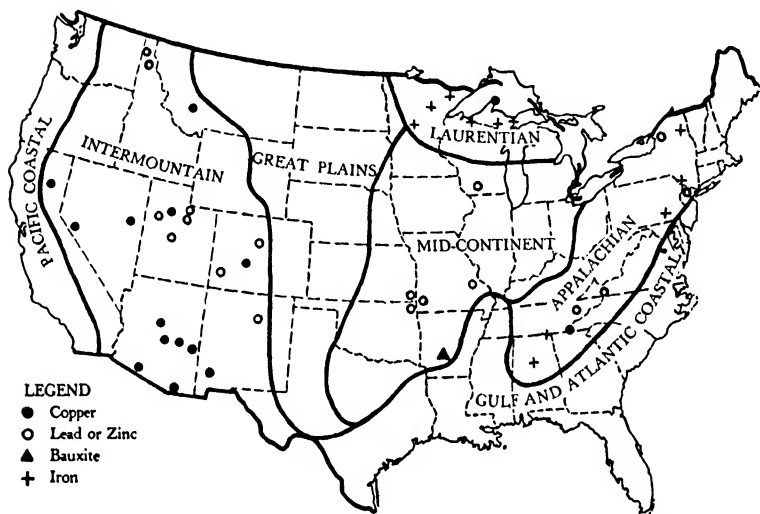 PACIFIC COASTAL
INTERMOUNTAIN
GREAT PLAINS
LAURENTIAN
MID-CONTINENT
APPALACHIAN
GULF AND ATLANTIC COASTAL
LEGEND
Copper
Lead or Zinc
Bauxite
Iron